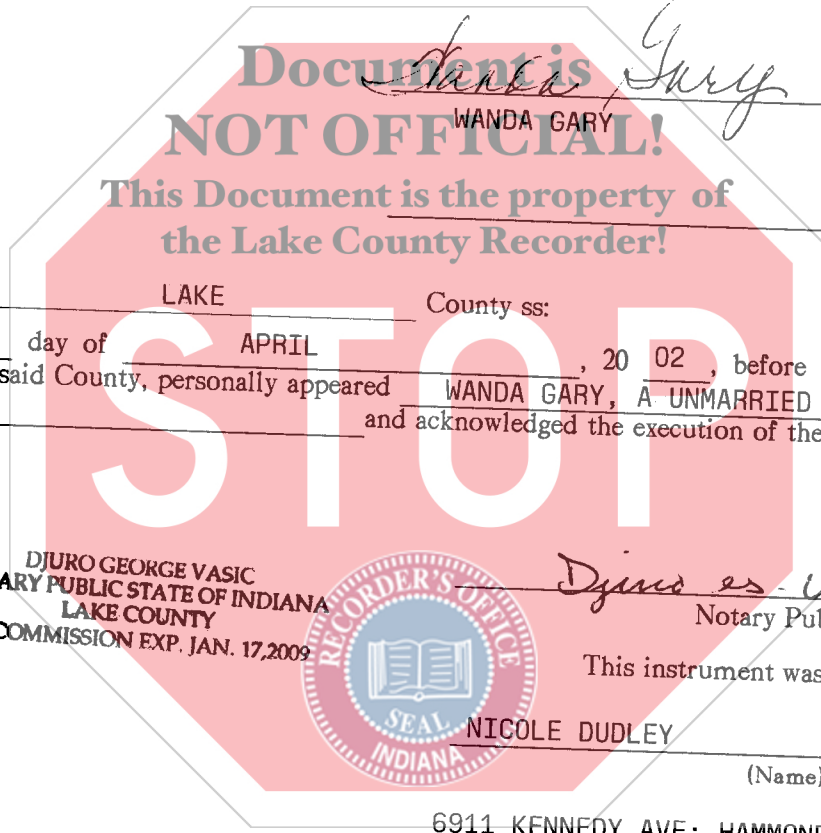 Document is
Wanda Gary
WANDA GARY
NOT OFFICIAL!
This Document is the property of
the Lake County Recorder!
LAKE County ss:
day of APRIL , 20 02 , before
said County, personally appeared WANDA GARY, A UNMARRIED
and acknowledged the execution of the
STOP
DJURO GEORGE VASIC
ARY PUBLIC STATE OF INDIANA
LAKE COUNTY
COMMISSION EXP. JAN. 17,2009
RECORDER'S OFFICE
SEAL
INDIANA
Notary Pub
This instrument was
NICOLE DUDLEY
(Name)
6911 KENNEDY AVE; HAMMOND